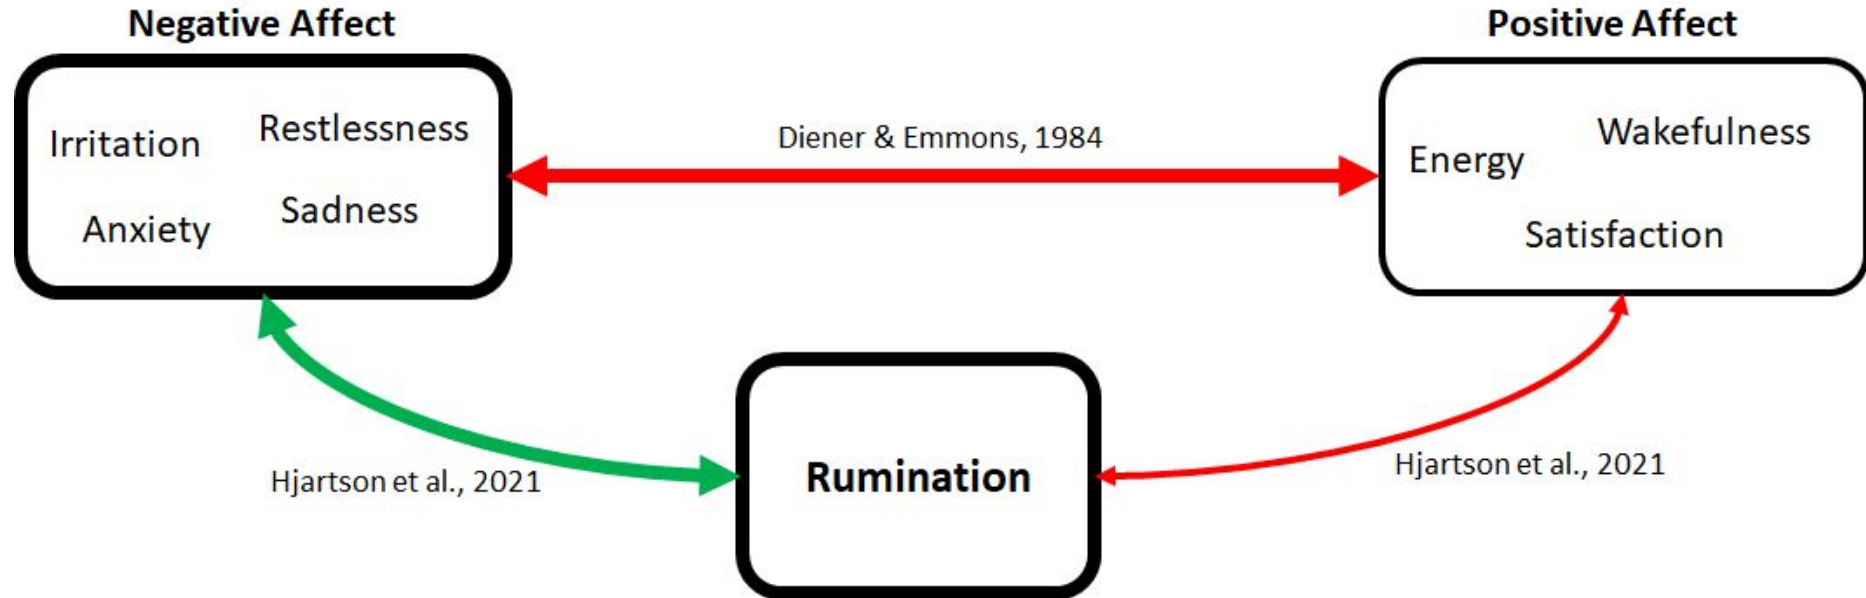 Negative Affect
Positive Affect
Irritation
Restlessness
Anxiety
Sadness
Diener & Emmons, 1984
Energy
Wakefulness
Satisfaction
Hjartson et al., 2021
Rumination
Hjartson et al., 2021